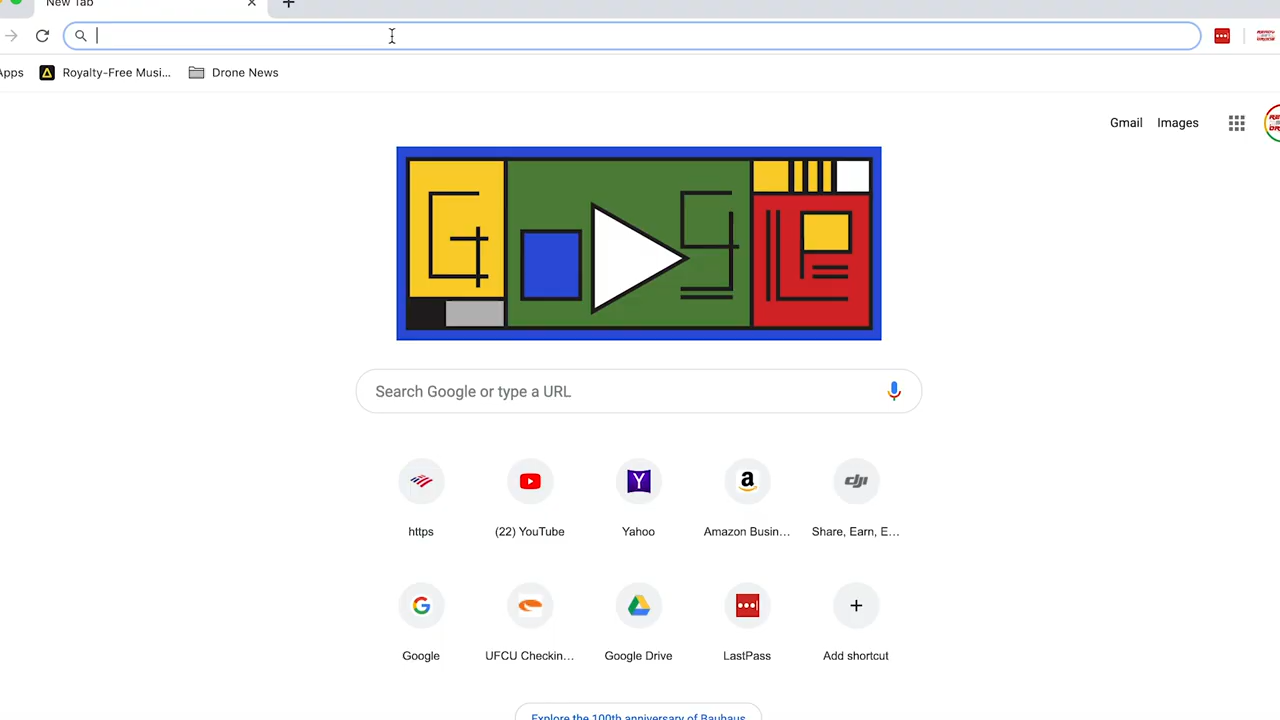 New Tab
Apps
Royalty-Free Musi...
Drone News
Gmail
Images
Search Google or type a URL
https
(22) YouTube
Yahoo
Amazon Busin...
Share, Earn, E...
Google
UFCU Checkin...
Google Drive
LastPass
Add shortcut
Explore the 100th anniversary of Bauhaus